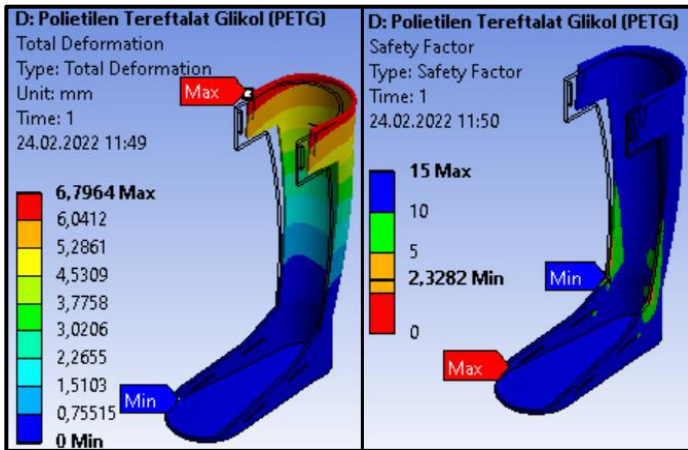 D: Polietilen Tereftalat Glikol (PETG)
Total Deformation
Type: Total Deformation
Unit: mm
Time: 1
24.02.2022 11:49
Max
6,7964 Max
6,0412
5,2861
4,5309
3,7758
3,0206
2,2655
1,5103
0,75515
0 Min
Min
D: Polietilen Tereftalat Glikol (PETG)
Safety Factor
Type: Safety Factor
Time: 1
24.02.2022 11:50
15 Max
10
5
2,3282 Min
0
Min
Max